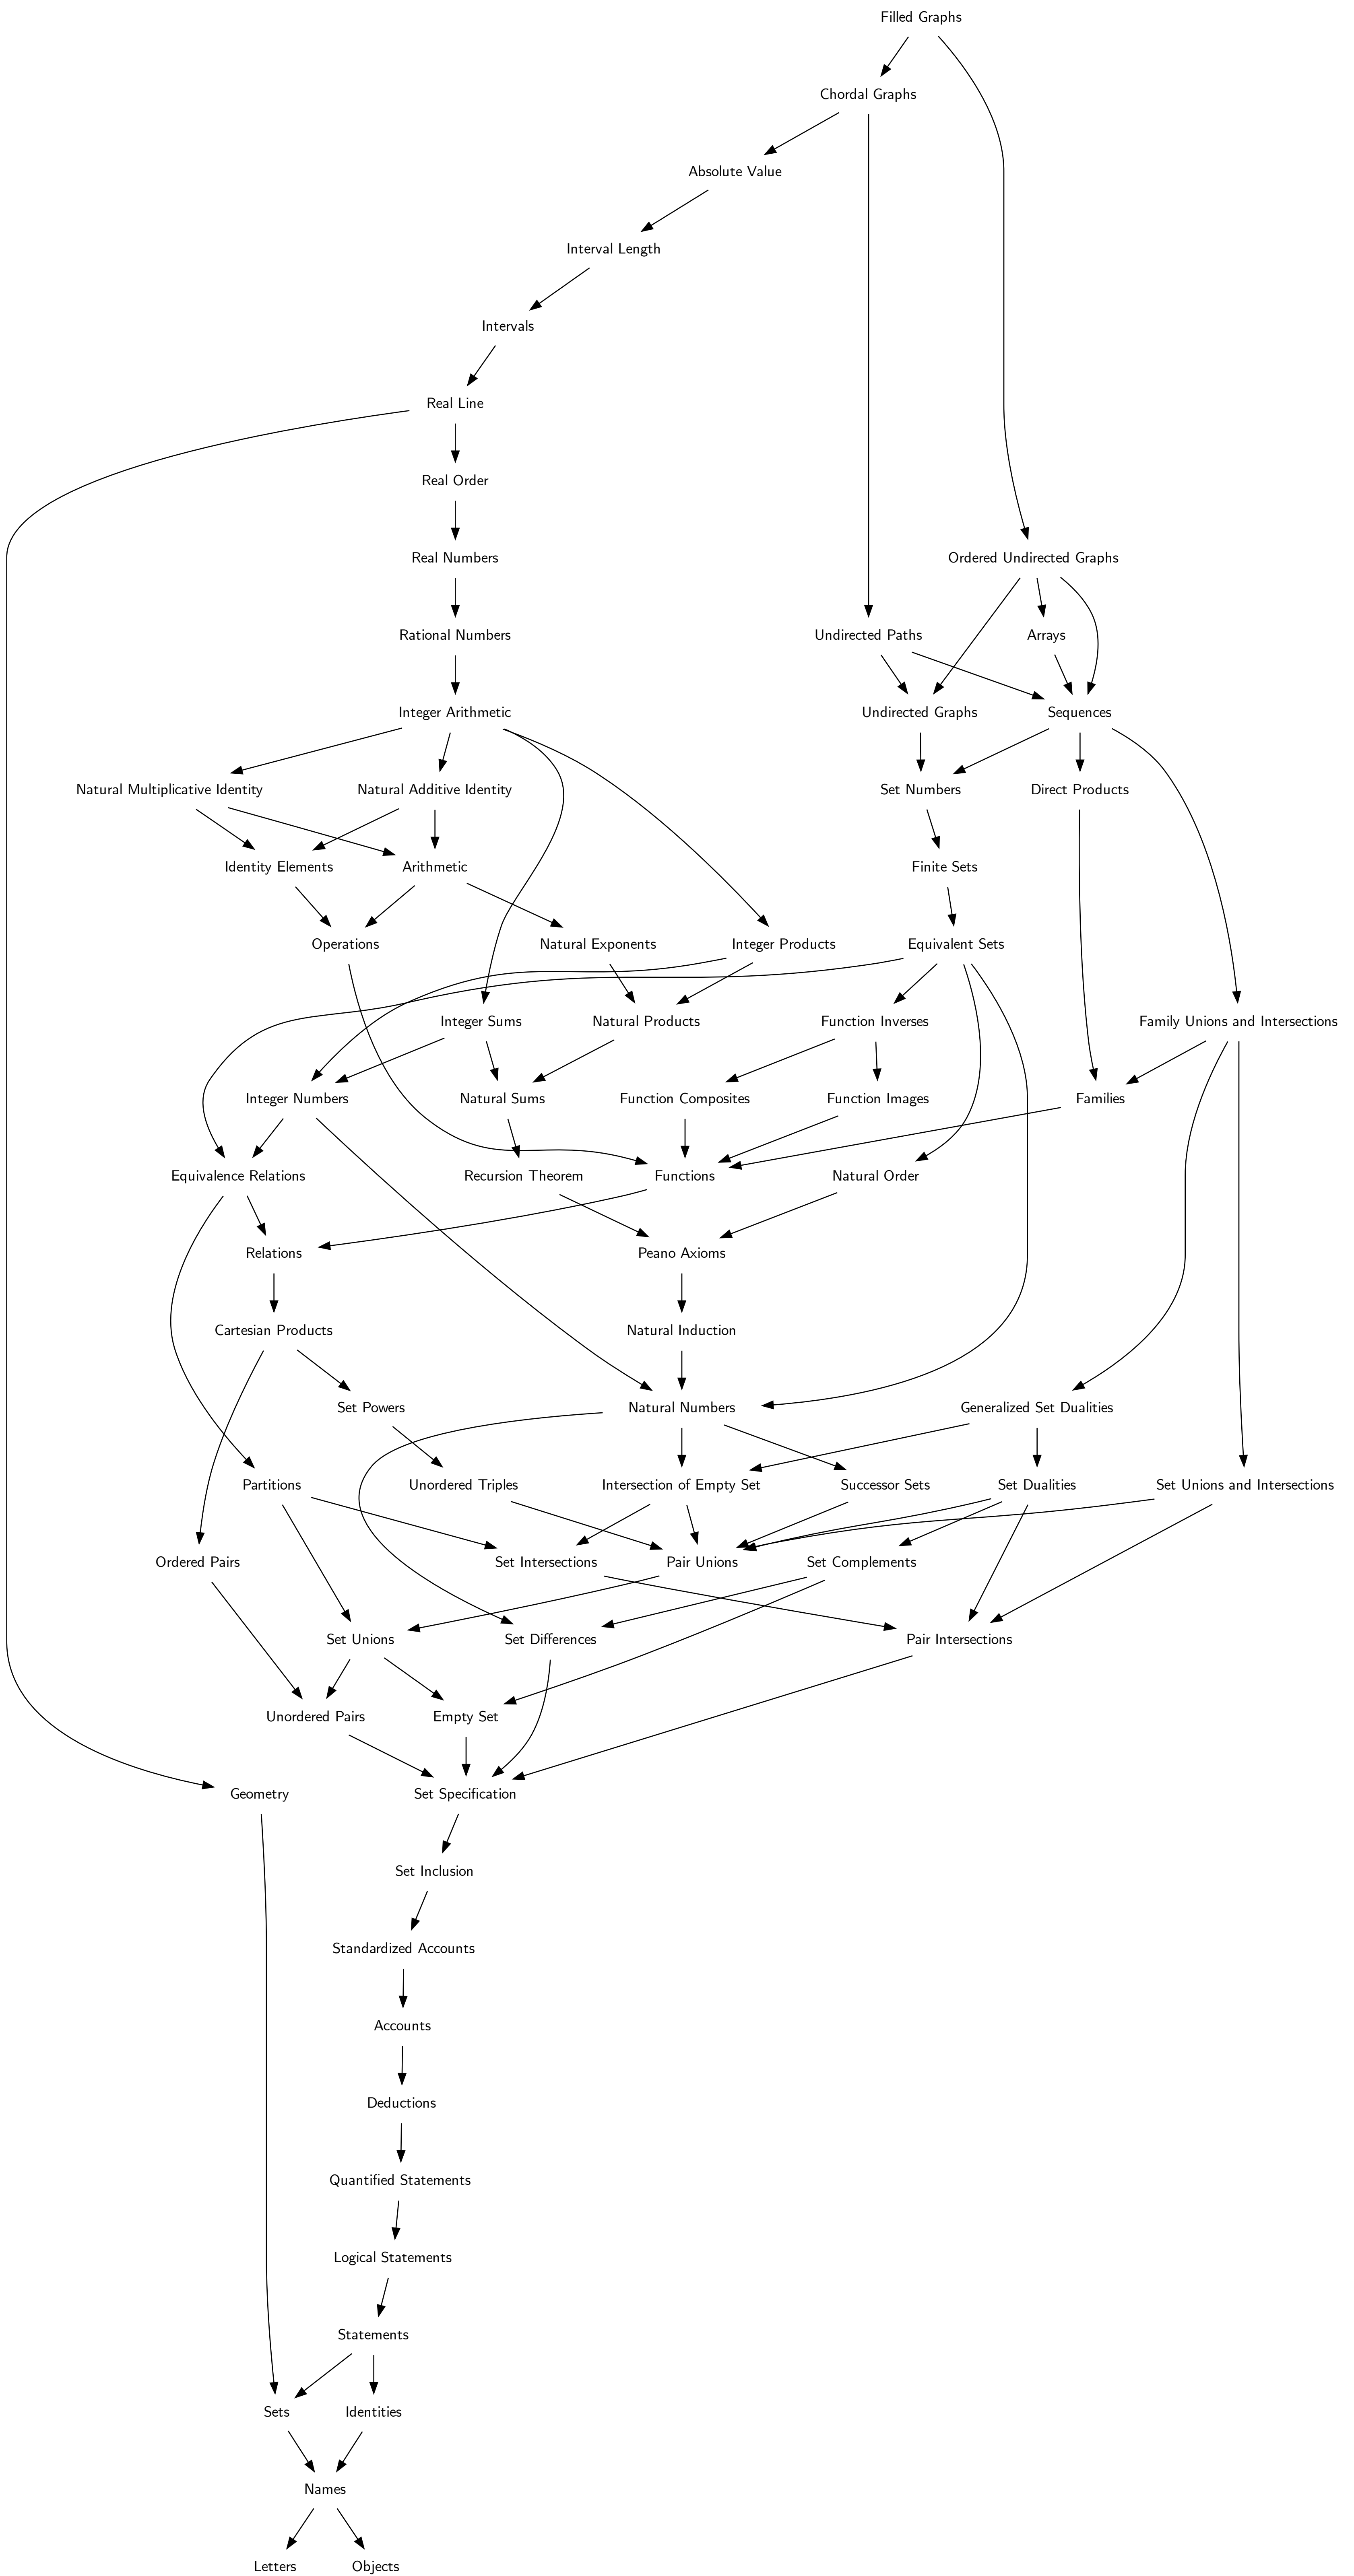 Filled Graphs
Chordal Graphs
Absolute Value
Interval Length
Intervals
Real Line
Real Order
Real Numbers
Ordered Undirected Graphs
Rational Numbers
Undirected Paths
Arrays
Integer Arithmetic
Undirected Graphs
Sequences
Natural Multiplicative Identity
Natural Additive Identity
Set Numbers
Direct Products
Identity Elements
Arithmetic
Finite Sets
Operations
Natural Exponents
Integer Products
Equivalent Sets
Integer Sums
Natural Products
Function Inverses
Family Unions and Intersections
Integer Numbers
Natural Sums
Function Composites
Function Images
Families
Equivalence Relations
Recursion Theorem
Functions
Natural Order
Relations
Peano Axioms
Cartesian Products
Natural Induction
Set Powers
Natural Numbers
Generalized Set Dualities
Partitions
Unordered Triples
Intersection of Empty Set
Successor Sets
Set Dualities
Set Unions and Intersections
Ordered Pairs
Set Intersections
Pair Unions
Set Complements
Set Unions
Set Differences
Pair Intersections
Unordered Pairs
Empty Set
Geometry
Set Specification
Set Inclusion
Standardized Accounts
Accounts
Deductions
Quantified Statements
Logical Statements
Statements
Sets
Identities
Names
Letters
Objects